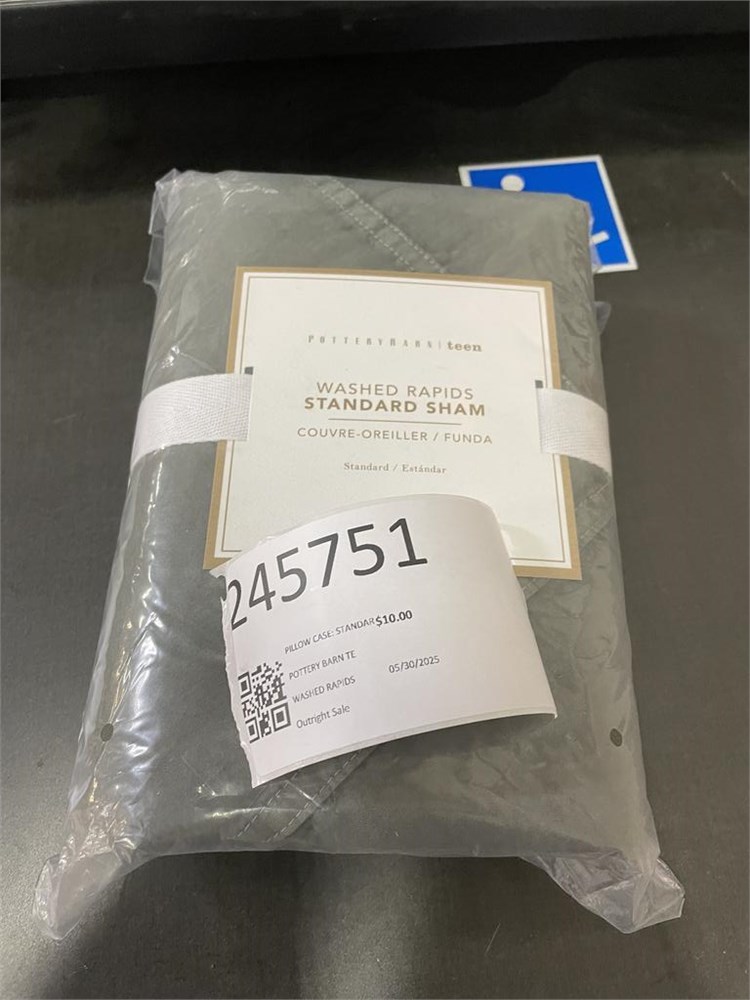 POTTERYBARN | teen
WASHED RAPIDS
STANDARD SHAM
COUVRE-OREILLER / FUNDA
Standard / Estándar
245751
PILLOW CASE: STANDAR $10.00
POTTERY BARN TE
WASHED RAPIDS 05/30/2025
Outright Sale